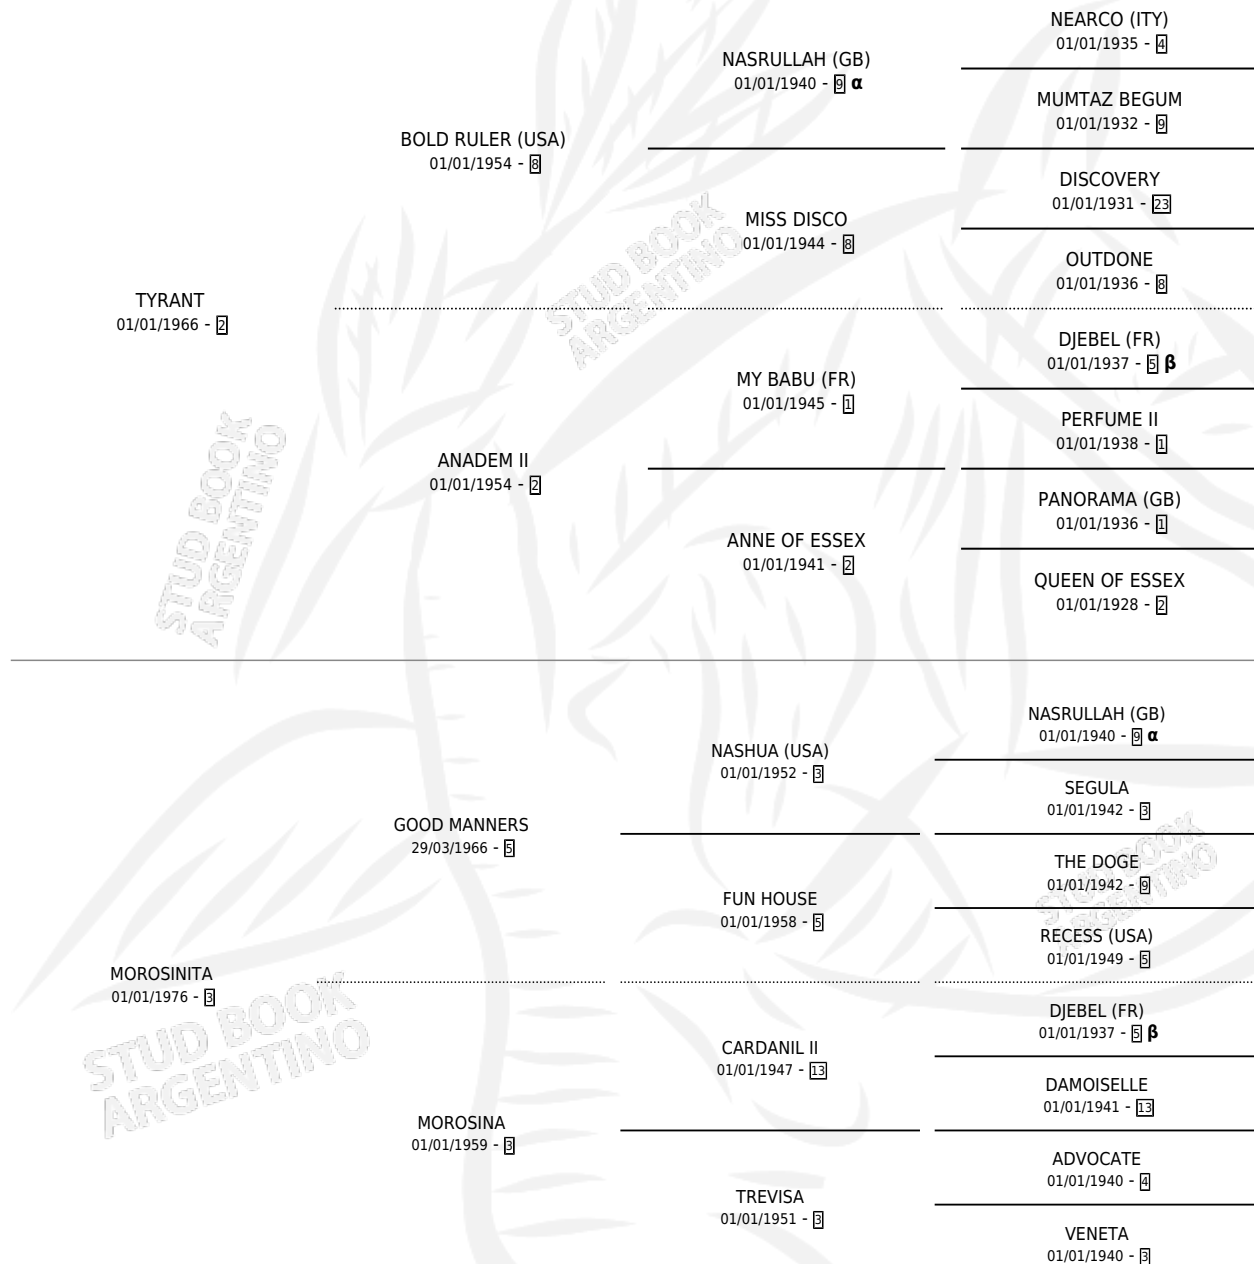 NEARCO (ITY)
01/01/1935 - 4
NASRULLAH (GB)
01/01/1940 - 9 α
MUMTAZ BEGUM
01/01/1932 - 9
BOLD RULER (USA)
01/01/1954 - 8
DISCOVERY
01/01/1931 - 23
MISS DISCO
01/01/1944 - 8
OUTDONE
01/01/1936 - 8
TYRANT
01/01/1966 - 2
DJEBEL (FR)
01/01/1937 - 5 β
MY BABU (FR)
01/01/1945 - 1
PERFUME II
01/01/1938 - 1
ANADEM II
01/01/1954 - 2
PANORAMA (GB)
01/01/1936 - 1
ANNE OF ESSEX
01/01/1941 - 2
QUEEN OF ESSEX
01/01/1928 - 2
NASRULLAH (GB)
01/01/1940 - 9 α
NASHUA (USA)
01/01/1952 - 3
SEGULA
01/01/1942 - 3
GOOD MANNERS
29/03/1966 - 5
THE DOGE
01/01/1942 - 9
FUN HOUSE
01/01/1958 - 5
RECESS (USA)
01/01/1949 - 5
MOROSINITA
01/01/1976 - 3
DJEBEL (FR)
01/01/1937 - 5 β
CARDANIL II
01/01/1947 - 13
DAMOISELLE
01/01/1941 - 13
MOROSINA
01/01/1959 - 3
ADVOCATE
01/01/1940 - 4
TREVISA
01/01/1951 - 3
VENETA
01/01/1940 - 3
STUD BOOK
ARGENTINO
STUD BOOK
ARGENTINO
STUD BOOK
ARGENTINO
STUD BOOK
ARGENTINO